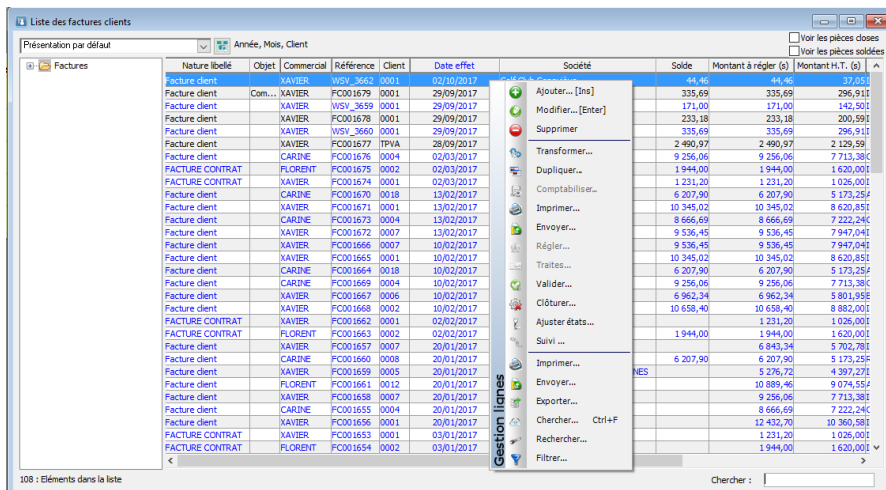 Liste des factures clients
Présentation par défaut Année, Mois, Client Voir les pièces closes
Voir les pièces soldées
Factures
Nature libellé Objet Commercial Référence Client Date effet Société Solde Montant à régler (s) Montant H.T. (s)
Facture client XAVIER WSV_3662 0001 02/10/2017 44,46 44,46 37,05
Facture client Com... XAVIER FC001679 0001 29/09/2017 335,69 335,69 296,91
Facture client XAVIER WSV_3659 0001 29/09/2017 171,00 171,00 142,50
Facture client XAVIER FC001678 0001 29/09/2017 233,18 233,18 200,59
Facture client XAVIER WSV_3660 0001 29/09/2017 335,69 335,69 296,91
Facture client XAVIER FC001677 TPVA 28/09/2017 2 490,97 2 490,97 2 129,59
Facture client CARINE FC001676 0004 02/03/2017 9 256,06 9 256,06 7 713,38
FACTURE CONTRAT FLORENT FC001675 0002 02/03/2017 1 944,00 1 944,00 1 620,00
FACTURE CONTRAT XAVIER FC001674 0001 02/03/2017 1 231,20 1 231,20 1 026,00
Facture client CARINE FC001670 0018 13/02/2017 6 207,90 6 207,90 5 173,25
Facture client XAVIER FC001671 0001 13/02/2017 10 345,02 10 345,02 8 620,85
Facture client CARINE FC001673 0004 13/02/2017 8 666,69 8 666,69 7 222,24
Facture client XAVIER FC001672 0007 13/02/2017 9 536,45 9 536,45 7 947,04
Facture client XAVIER FC001666 0007 10/02/2017 9 536,45 9 536,45 7 947,04
Facture client XAVIER FC001665 0001 10/02/2017 10 345,02 10 345,02 8 620,85
Facture client CARINE FC001664 0018 10/02/2017 6 207,90 6 207,90 5 173,25
Facture client CARINE FC001669 0004 10/02/2017 9 256,06 9 256,06 7 713,38
Facture client XAVIER FC001667 0006 10/02/2017 6 962,34 6 962,34 5 801,95
Facture client XAVIER FC001668 0002 10/02/2017 10 658,40 10 658,40 8 882,00
FACTURE CONTRAT XAVIER FC001662 0001 02/02/2017 1 231,20 1 026,00
FACTURE CONTRAT FLORENT FC001663 0002 02/02/2017 1 944,00 1 944,00 1 620,00
Facture client XAVIER FC001657 0007 20/01/2017 6 843,34 5 702,78
Facture client CARINE FC001660 0008 20/01/2017 6 207,90 6 207,90 5 173,25
Facture client XAVIER FC001659 0005 20/01/2017 NES 5 276,72 4 397,27
Facture client FLORENT FC001661 0012 20/01/2017 10 889,46 9 074,55
Facture client XAVIER FC001658 0007 20/01/2017 9 256,06 7 713,38
Facture client CARINE FC001655 0004 20/01/2017 8 666,69 7 222,24
Facture client XAVIER FC001656 0001 20/01/2017 12 432,70 10 360,58
FACTURE CONTRAT XAVIER FC001653 0001 03/01/2017 1 231,20 1 026,00
FACTURE CONTRAT FLORENT FC001654 0002 03/01/2017 1 944,00 1 620,00
Gestion lignes
Ajouter... [Ins]
Modifier... [Enter]
Supprimer
Transformer...
Dupliquer...
Comptabiliser...
Imprimer...
Envoyer...
Régler...
Traites...
Valider...
Clôturer...
Ajuster états...
Suivi ...
Imprimer...
Envoyer...
Exporter...
Chercher... Ctrl+F
Rechercher...
Filtrer...
108 : Eléments dans la liste Chercher :